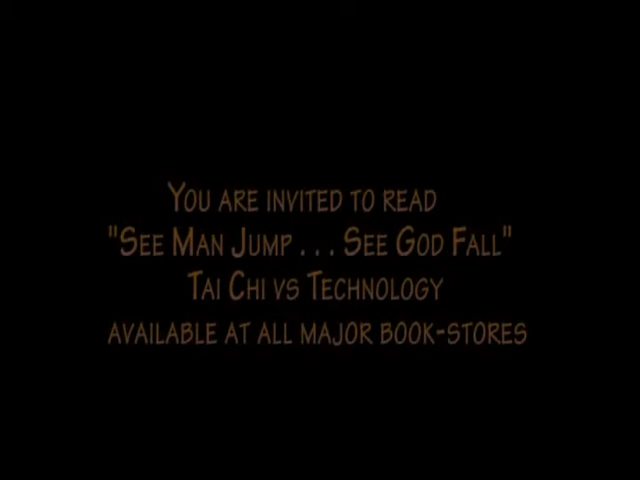 You are invited to read
"See Man Jump . . . See God Fall"
Tai Chi vs Technology
available at all major book-stores